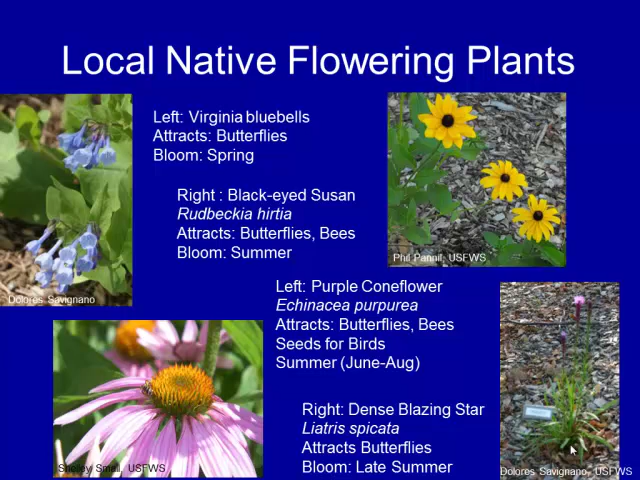 Local Native Flowering Plants
Left: Virginia bluebells
Attracts: Butterflies
Bloom: Spring
Right : Black-eyed Susan
Rudbeckia hirtia
Attracts: Butterflies, Bees
Bloom: Summer
Phil Pannill, USFWS
Dolores Savignano
Left: Purple Coneflower
Echinacea purpurea
Attracts: Butterflies, Bees
Seeds for Birds
Summer (June-Aug)
Right: Dense Blazing Star
Liatris spicata
Attracts Butterflies
Bloom: Late Summer
Small, USFWS
Dolores Savignano, USFWS